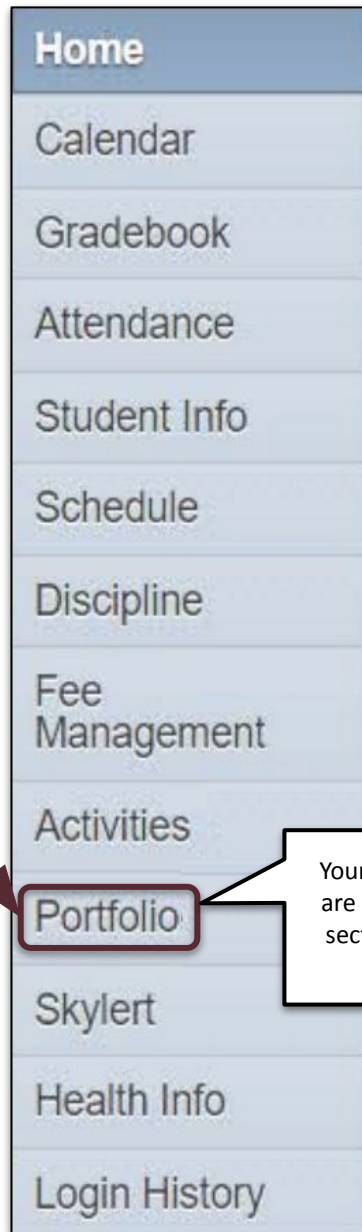 Home
Calendar
Gradebook
Attendance
Student Info
Schedule
Discipline
Fee
Management
Activities
Portfolio
Your
are
Skylert
Health Info
Login History